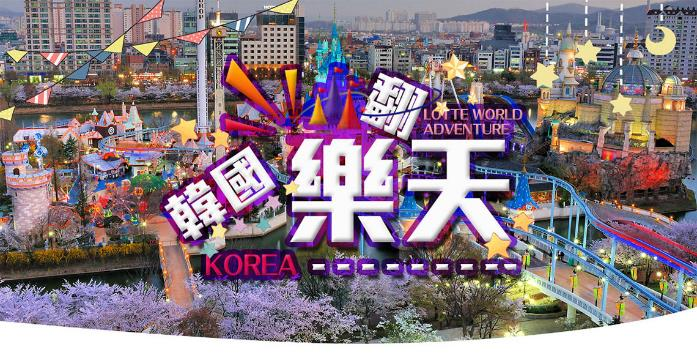 韓國
樂翻天
LOTTE WORLD
ADVENTURE
KOREA